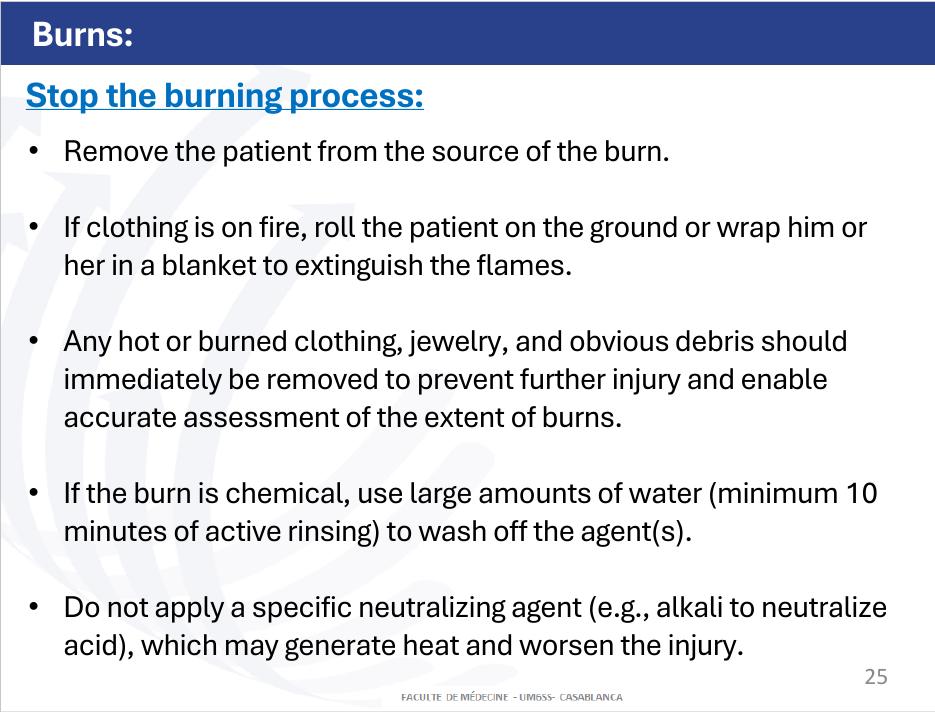 Burns:
Stop the burning process:
• Remove the patient from the source of the burn.
• If clothing is on fire, roll the patient on the ground or wrap him or
her in a blanket to extinguish the flames.
• Any hot or burned clothing, jewelry, and obvious debris should
immediately be removed to prevent further injury and enable
accurate assessment of the extent of burns.
• If the burn is chemical, use large amounts of water (minimum 10
minutes of active rinsing) to wash off the agent(s).
• Do not apply a specific neutralizing agent (e.g., alkali to neutralize
acid), which may generate heat and worsen the injury.
25
FACULTE DE MÉDECINE - UM6SS- CASABLANCA